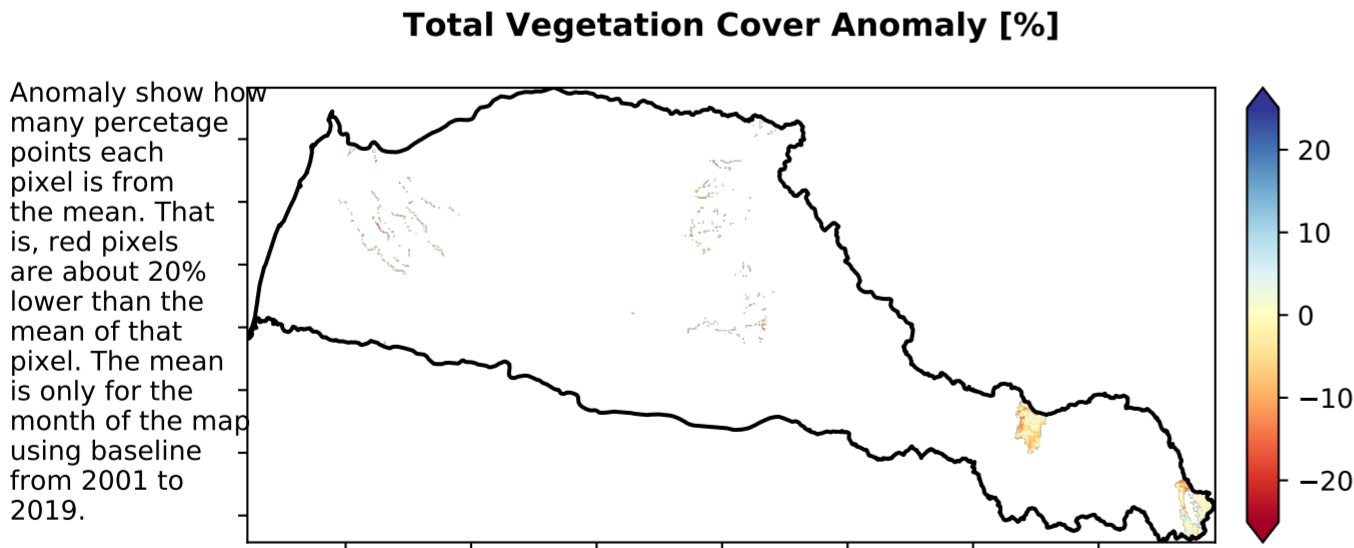 Total Vegetation Cover Anomaly [%]
Anomaly show how
many percetage
points each
pixel is from
the mean. That
is, red pixels
are about 20%
lower than the
mean of that
pixel. The mean
is only for the
month of the map
using baseline
from 2001 to
2019.
20
10
0
−10
−20